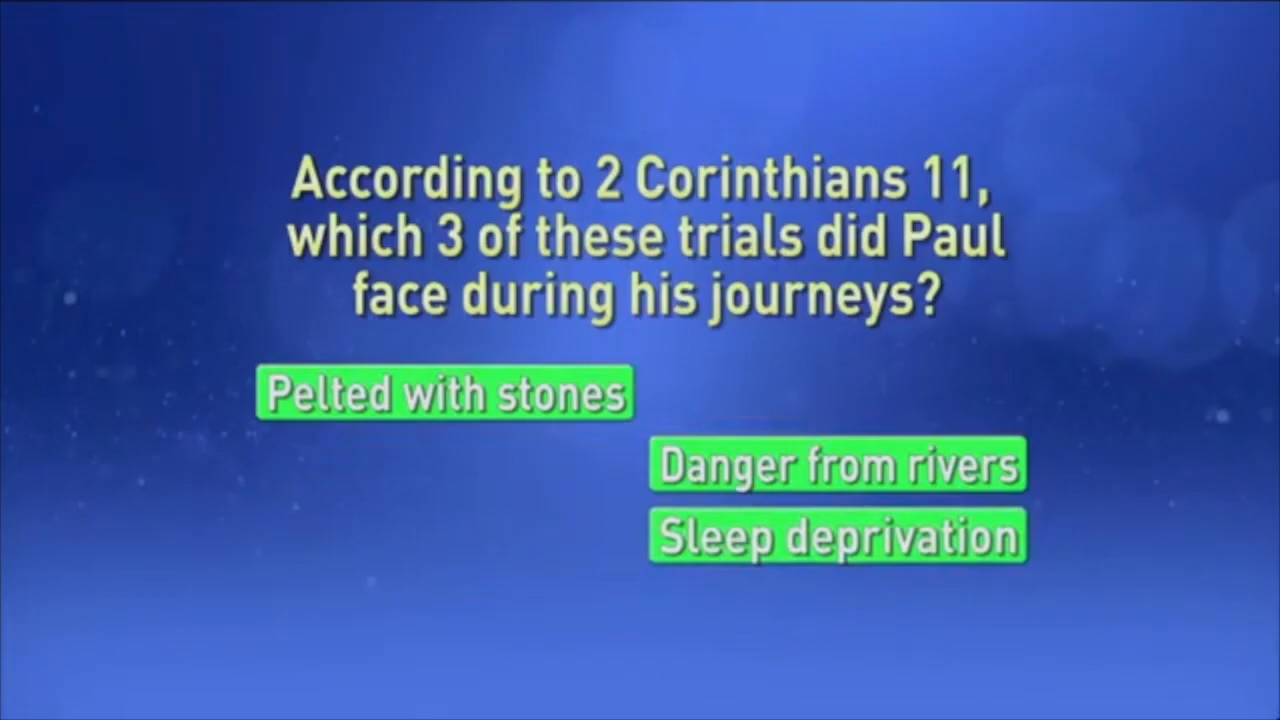 According to 2 Corinthians 11,
which 3 of these trials did Paul
face during his journeys?
Pelted with stones
Danger from rivers
Sleep deprivation